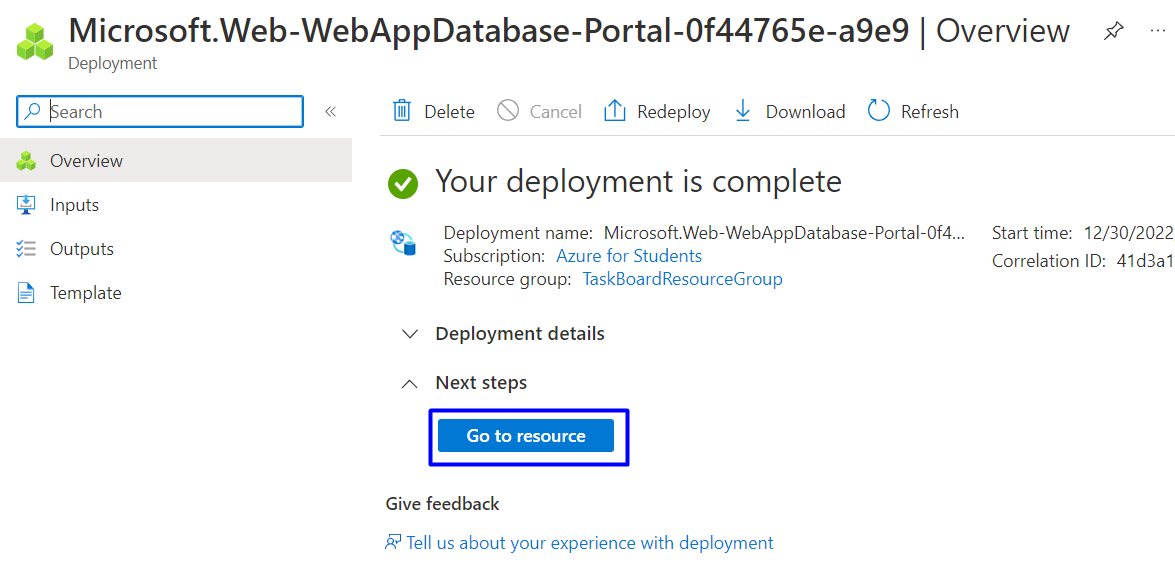 Microsoft.Web-WebAppDatabase-Portal-0f44765e-a9e9 | Overview
Deployment
Search
Delete
Cancel
Redeploy
Download
Refresh
Overview
Inputs
Outputs
Template
Your deployment is complete
Deployment name: Microsoft.Web-WebAppDatabase-Portal-0f4...
Subscription: Azure for Students
Resource group: TaskBoardResourceGroup
Start time: 12/30/2022
Correlation ID: 41d3a1
Deployment details
Next steps
Go to resource
Give feedback
Tell us about your experience with deployment